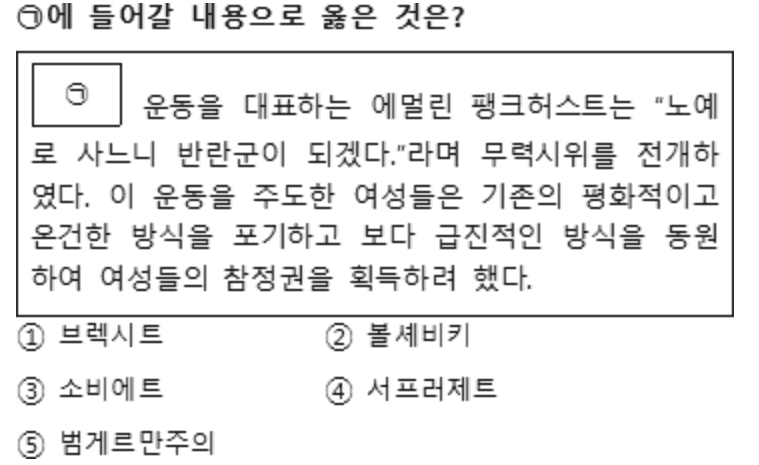 ㉠에 들어갈 내용으로 옳은 것은?
㉠ 운동을 대표하는 에멀린 팽크허스트는 “노예
로 사느니 반란군이 되겠다.”라며 무력시위를 전개하
였다. 이 운동을 주도한 여성들은 기존의 평화적이고
온건한 방식을 포기하고 보다 급진적인 방식을 동원
하여 여성들의 참정권을 획득하려 했다.
① 브렉시트 ② 볼셰비키
③ 소비에트 ④ 서프러제트
⑤ 범게르만주의